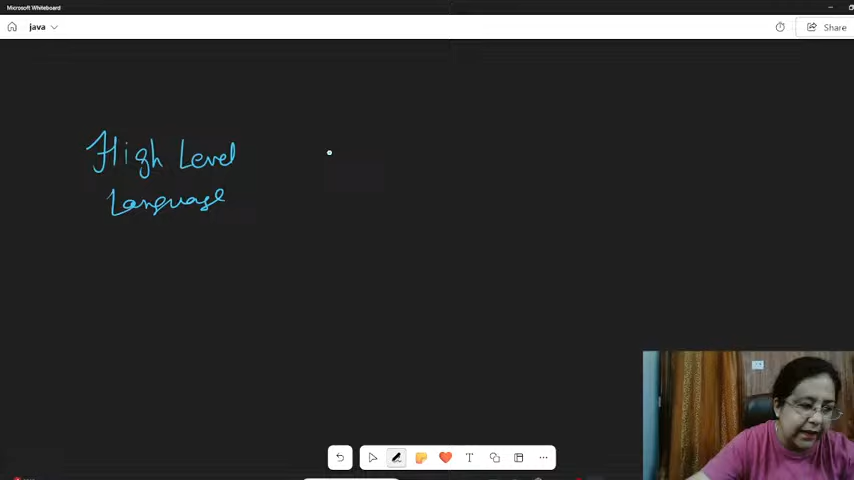 Microsoft Whiteboard
java
Share
High Level
Language